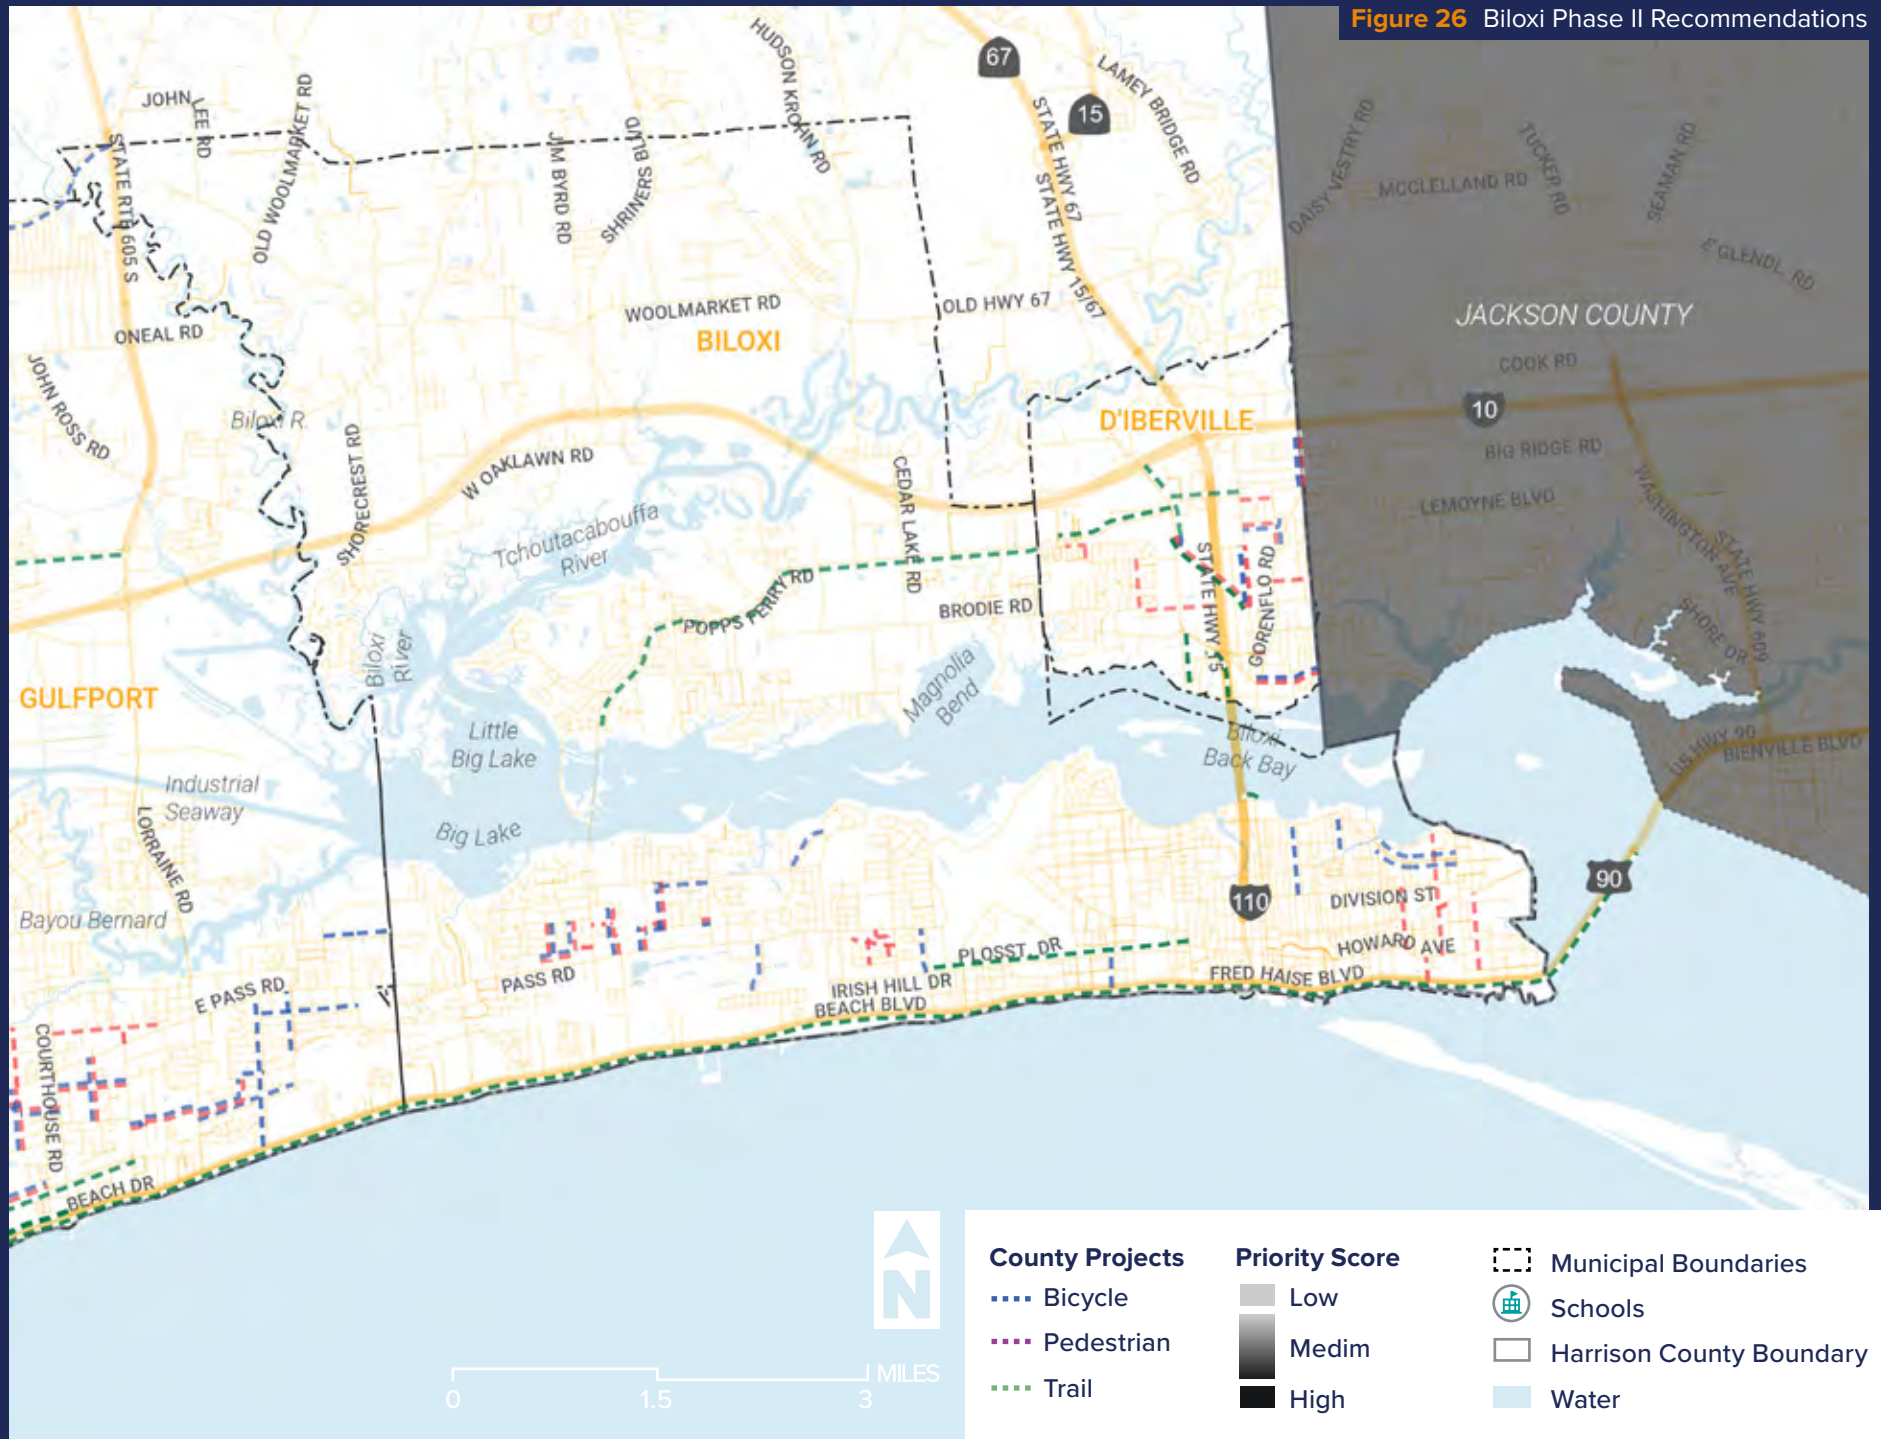 Figure 26 Biloxi Phase II Recommendations
67
15
HUDSON KROHN RD
LAMEY BRIDGE RD
JOHN LEE RD
OLD WOOLMARKET RD
STATE RTE 605 S
JIM BYRD RD
SHRINERS BLVD
STATE HWY 67
STATE HWY 15/67
DAISY VESTRY RD
MCCLELLAND RD
TUCKER RD
SEAMAN RD
RD
WOOLMARKET RD
OLD HWY 67
BILOXI
JACKSON COUNTY
ONEAL RD
JOHN ROSS RD
COOK RD
10
Biloxi R.
D'IBERVILLE
BIG RIDGE RD
SHORECREST RD
W OAKLAWN RD
CEDAR LAKE RD
LEMOYNE BLVD
WASHINGTON AVE
STATE HWY 609
Tchoutacabouffa
River
STATE HWY 15
GORENFLO RD
POPPS FERRY RD
BRODIE RD
SHORE DR
Biloxi
River
GULFPORT
Magnolia
Bend
Little
Big Lake
Biloxi
Back Bay
US HWY 90
BIENVILLE BLVD
Industrial
Seaway
LORRAINE RD
Big Lake
90
110
DIVISION ST
Bayou Bernard
HOWARD AVE
PASS RD
E PASS RD
IRISH HILL DR
BEACH BLVD
FRED HAISE BLVD
COURTHOUSE RD
BEACH DR
N
MILES
0
1.5
3
County Projects
Bicycle
Pedestrian
Trail
Priority Score
Low
Medim
High
Municipal Boundaries
Schools
Harrison County Boundary
Water